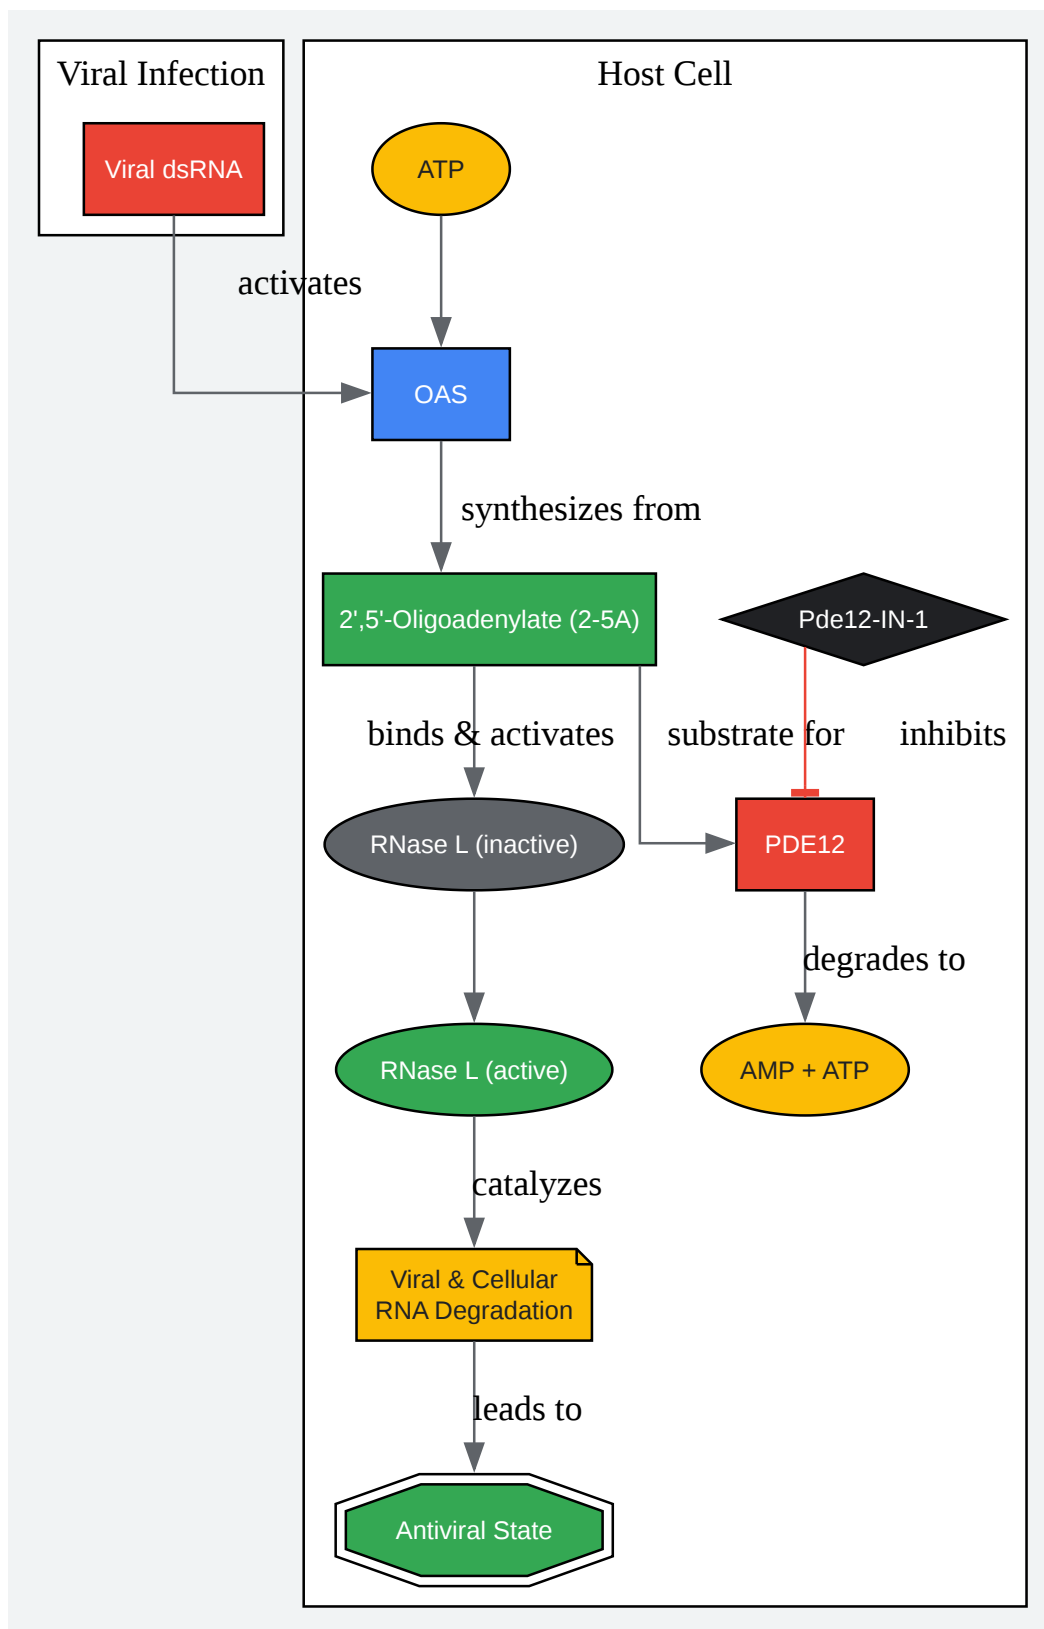 Viral Infection
Host Cell
Viral dsRNA
ATP
activates
OAS
synthesizes from
2',5'-Oligoadenylate (2-5A)
Pde12-IN-1
binds & activates
substrate for
inhibits
RNase L (inactive)
PDE12
degrades to
RNase L (active)
AMP + ATP
catalyzes
Viral & Cellular
RNA Degradation
leads to
Antiviral State